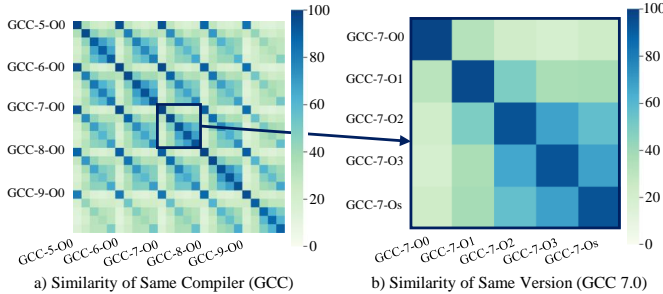 GCC-5-O0
GCC-6-O0
GCC-7-O0
GCC-8-O0
GCC-9-O0
GCC-5-O0
GCC-6-O0
GCC-7-O0
GCC-8-O0
GCC-9-O0
100
80
60
40
20
0
a) Similarity of Same Compiler (GCC)
GCC-7-O0
GCC-7-O1
GCC-7-O2
GCC-7-O3
GCC-7-Os
GCC-7-O0
GCC-7-O1
GCC-7-O2
GCC-7-O3
GCC-7-Os
100
80
60
40
20
0
b) Similarity of Same Version (GCC 7.0)